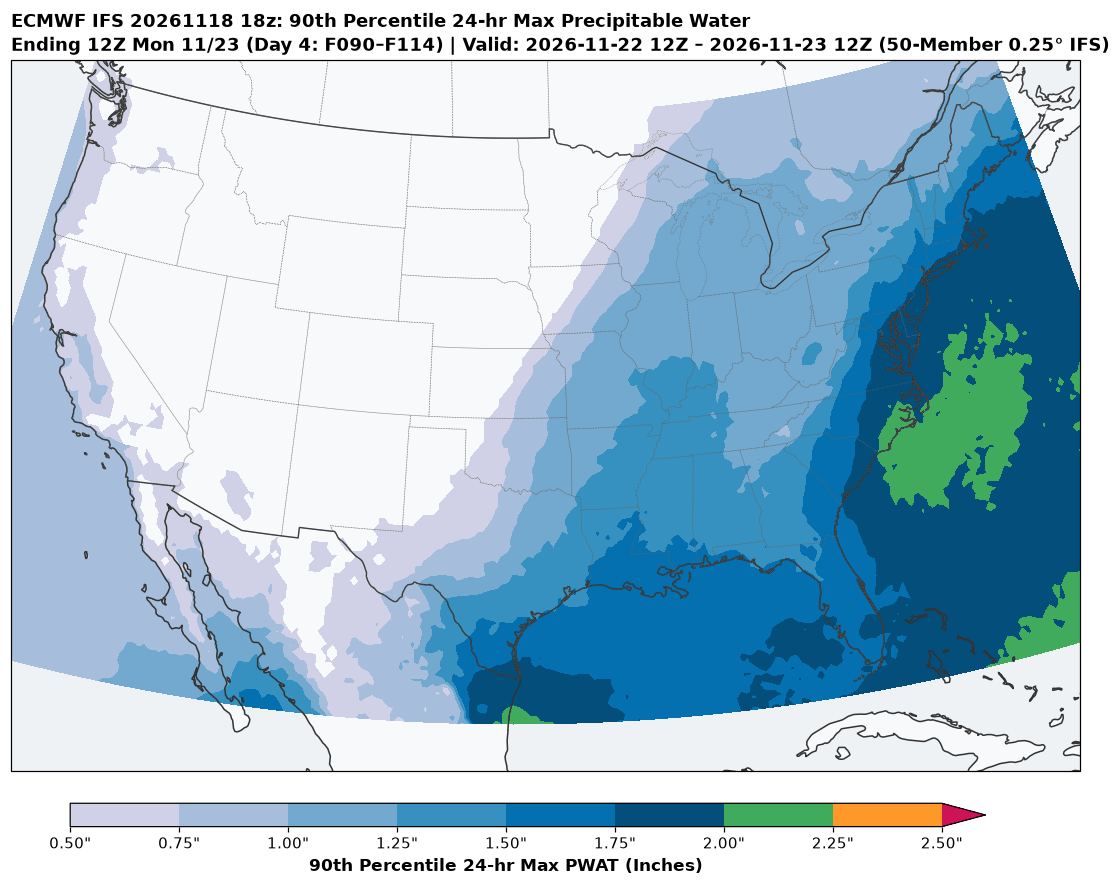 ECMWF IFS 20261118 18z: 90th Percentile 24-hr Max Precipitable Water
Ending 12Z Mon 11/23 (Day 4: F090–F114) | Valid: 2026-11-22 12Z – 2026-11-23 12Z (50-Member 0.25° IFS)
0.50" 0.75" 1.00" 1.25" 1.50" 1.75" 2.00" 2.25" 2.50"
90th Percentile 24-hr Max PWAT (Inches)